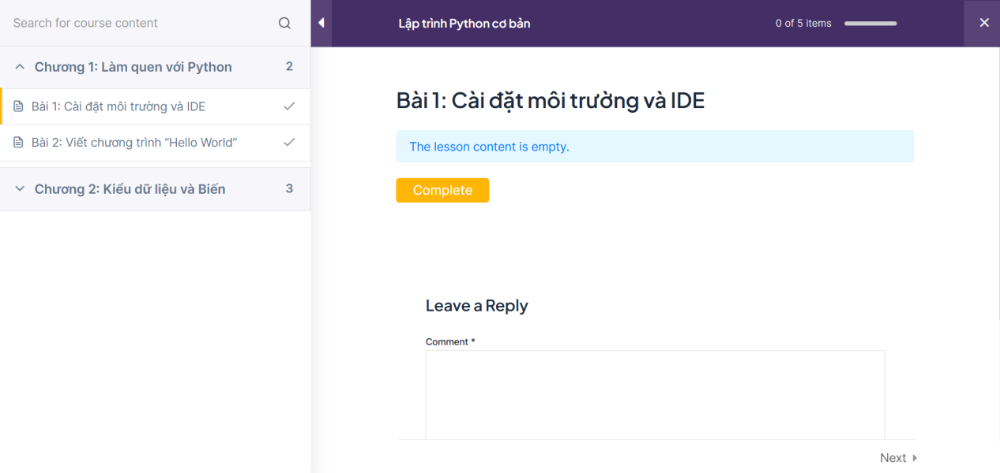 Search for course content
Chương 1: Làm quen với Python 2
Bài 1: Cài đặt môi trường và IDE
Bài 2: Viết chương trình “Hello World”
Chương 2: Kiểu dữ liệu và Biến 3
Lập trình Python cơ bản
0 of 5 items
Bài 1: Cài đặt môi trường và IDE
The lesson content is empty.
Complete
Leave a Reply
Comment *
Next